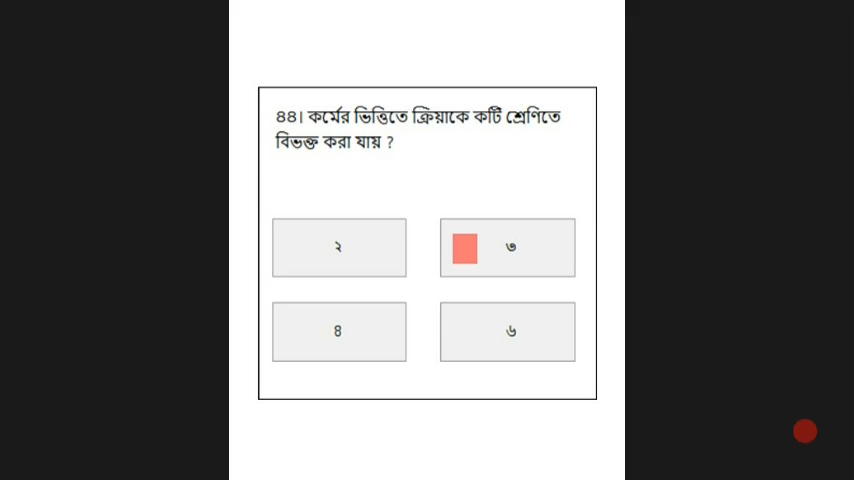 ৪৪। কর্মের ভিত্তিতে ক্রিয়াকে কটি শ্রেণিতে
বিভক্ত করা যায় ?
২
৩
৪
৬